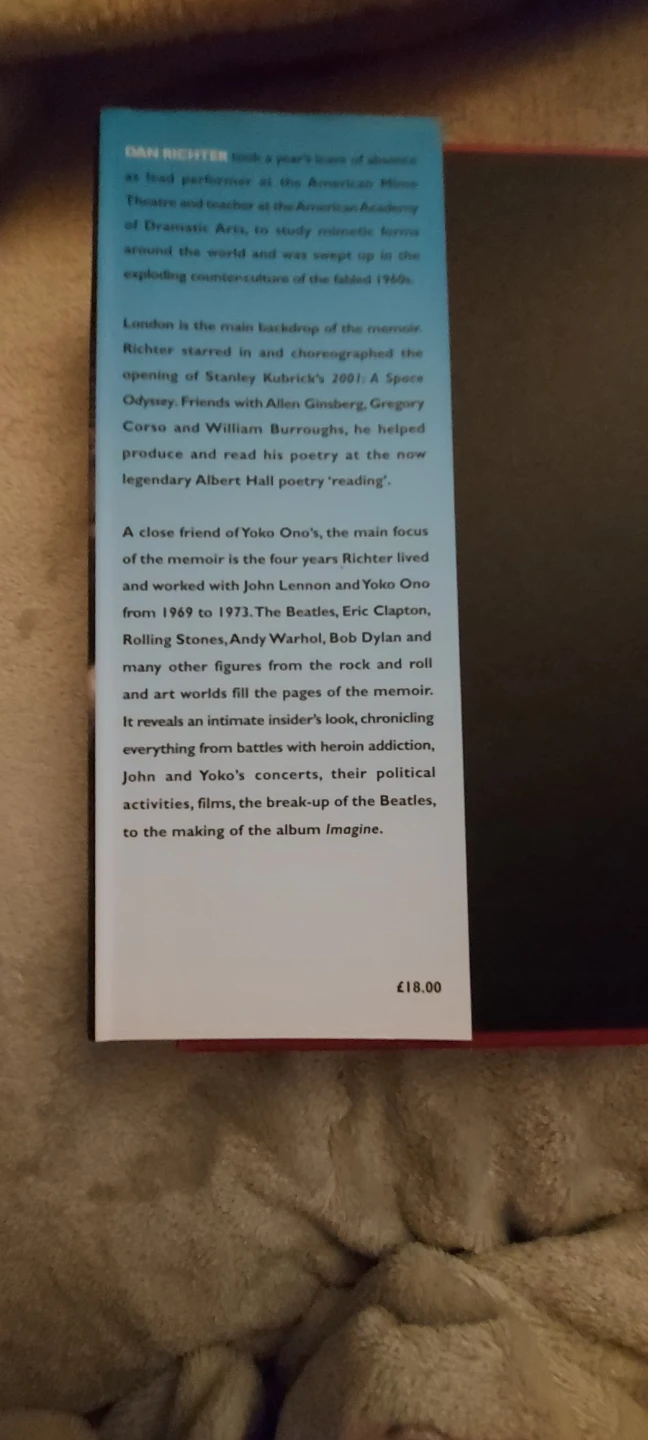 DAN RICHTER took a year's leave of absence
as lead performer at the American Mime
Theatre and teacher at the American Academy
of Dramatic Arts, to study mimetic forms
around the world and was swept up in the
exploding counter-culture of the fabled 1960s.
London is the main backdrop of the memoir.
Richter starred in and choreographed the
opening of Stanley Kubrick's 2001: A Space
Odyssey. Friends with Allen Ginsberg, Gregory
Corso and William Burroughs, he helped
produce and read his poetry at the now
legendary Albert Hall poetry 'reading'.
A close friend of Yoko Ono's, the main focus
of the memoir is the four years Richter lived
and worked with John Lennon and Yoko Ono
from 1969 to 1973. The Beatles, Eric Clapton,
Rolling Stones, Andy Warhol, Bob Dylan and
many other figures from the rock and roll
and art worlds fill the pages of the memoir.
It reveals an intimate insider's look, chronicling
everything from battles with heroin addiction,
John and Yoko's concerts, their political
activities, films, the break-up of the Beatles,
to the making of the album Imagine.
£18.00